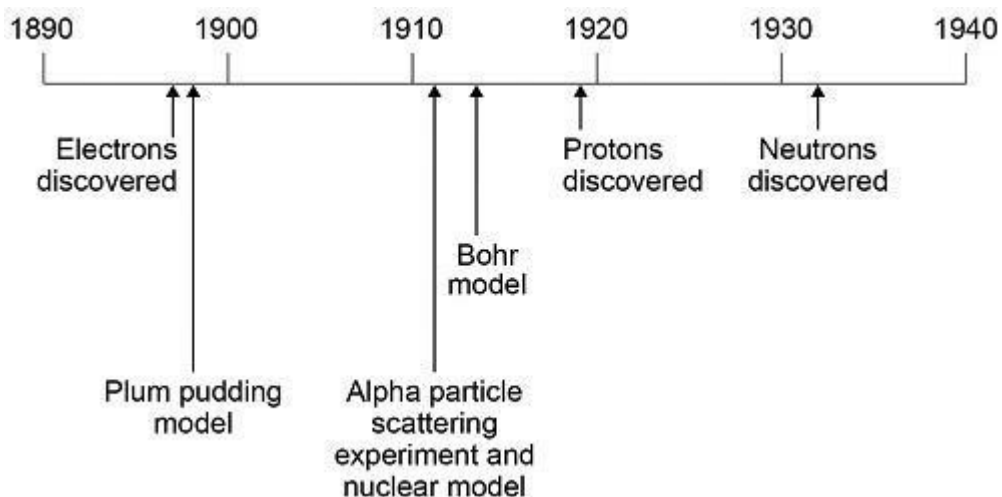 1890 1900 1910 1920 1930 1940
Electrons
discovered
Protons
discovered
Neutrons
discovered
Bohr
model
Plum pudding
model
Alpha particle
scattering
experiment and
nuclear model